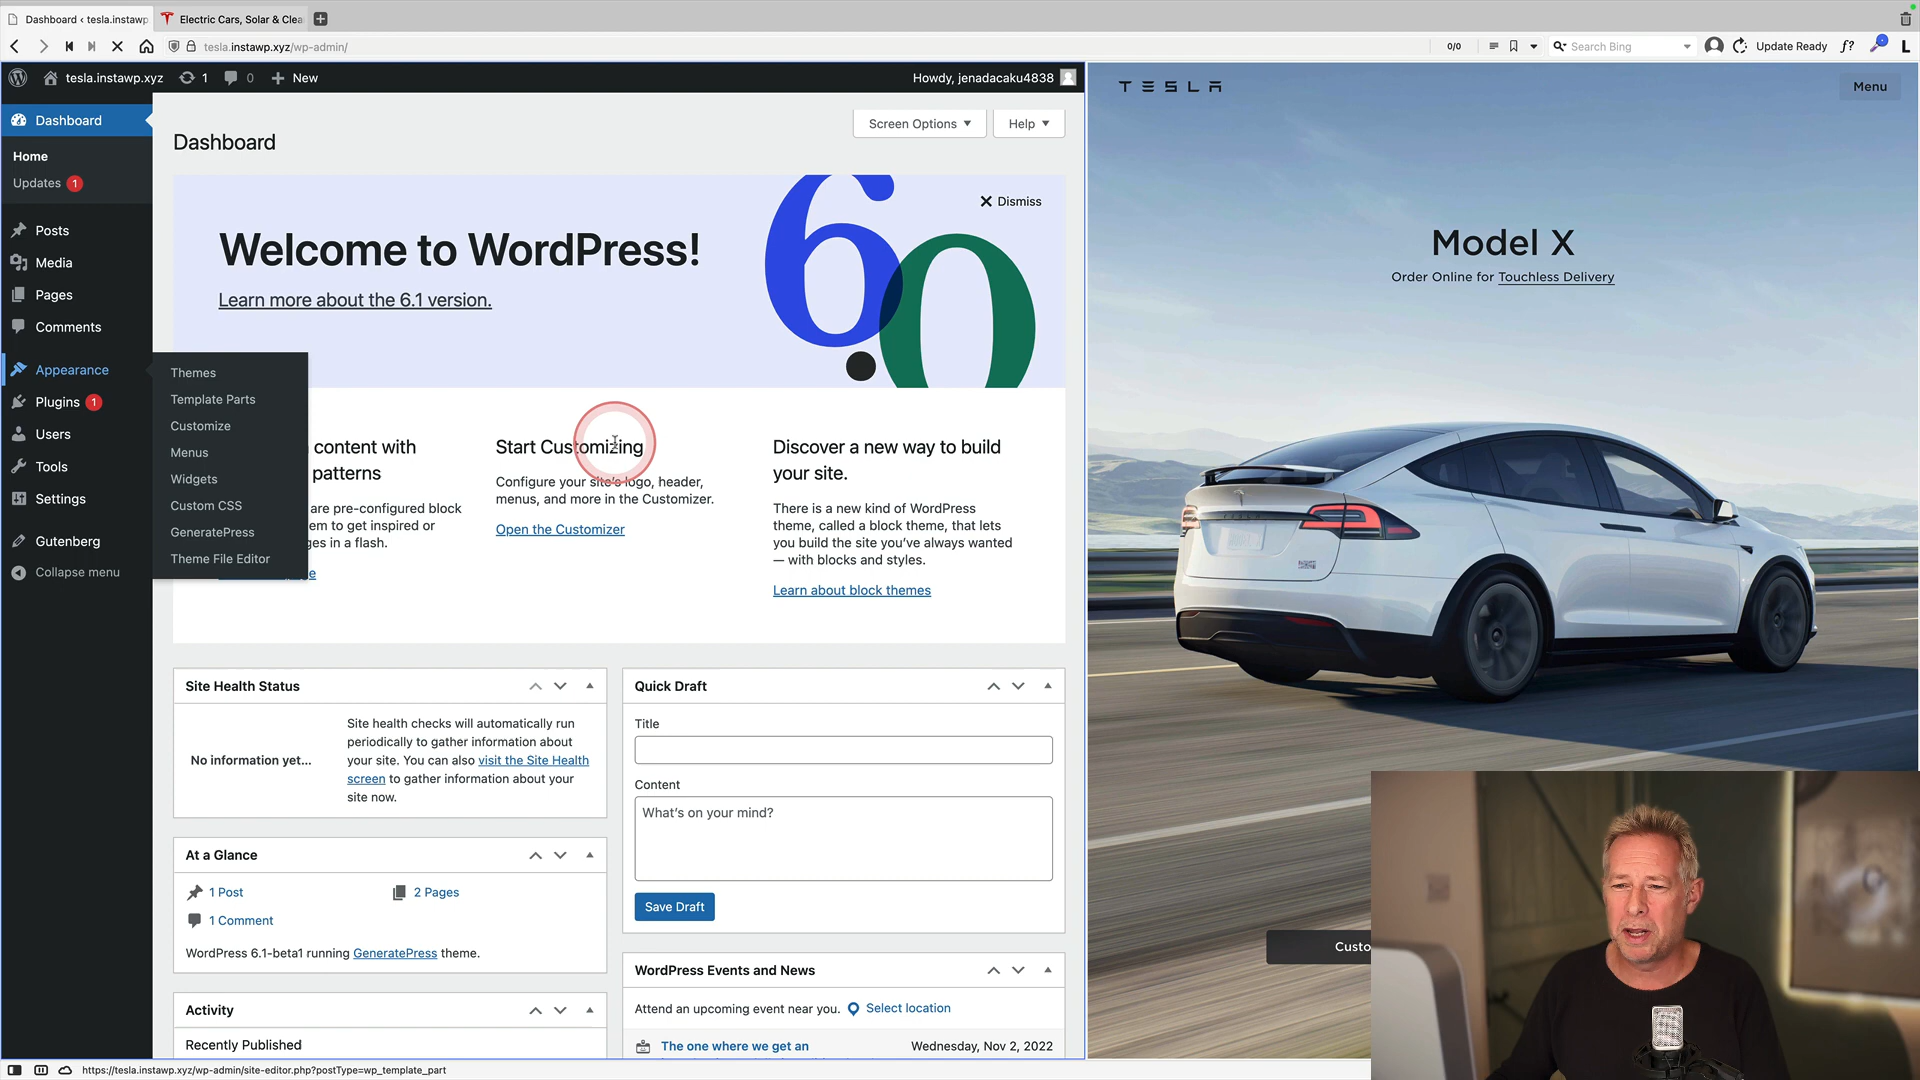 Dashboard < tesla.instawp
Electric Cars, Solar & Clea
tesla.instawp.xyz/wp-admin/
0/0
Search Bing
Update Ready
f?
L
tesla.instawp.xyz
1
0
New
Howdy, jenadacaku4838
Dashboard
Home
Updates 1
Posts
Media
Pages
Comments
Appearance
Plugins 1
Users
Tools
Settings
Gutenberg
Collapse menu
Themes
Template Parts
Customize
Menus
Widgets
Custom CSS
GeneratePress
Theme File Editor
Screen Options
Help
Dashboard
Dismiss
Welcome to WordPress!
Learn more about the 6.1 version.
60
content with
patterns
are pre-configured block
em to get inspired or
ges in a flash.
Start Customizing
Configure your site's logo, header,
menus, and more in the Customizer.
Open the Customizer
Discover a new way to build
your site.
There is a new kind of WordPress
theme, called a block theme, that lets
you build the site you've always wanted
— with blocks and styles.
Learn about block themes
Site Health Status
No information yet...
Site health checks will automatically run
periodically to gather information about
your site. You can also visit the Site Health
screen to gather information about your
site now.
At a Glance
1 Post
2 Pages
1 Comment
WordPress 6.1-beta1 running GeneratePress theme.
Activity
Recently Published
Quick Draft
Title
Content
What's on your mind?
Save Draft
WordPress Events and News
Attend an upcoming event near you.
Select location
The one where we get an
Wednesday, Nov 2, 2022
https://tesla.instawp.xyz/wp-admin/site-editor.php?postType=wp_template_part
TESLA
Menu
Model X
Order Online for Touchless Delivery
Custo